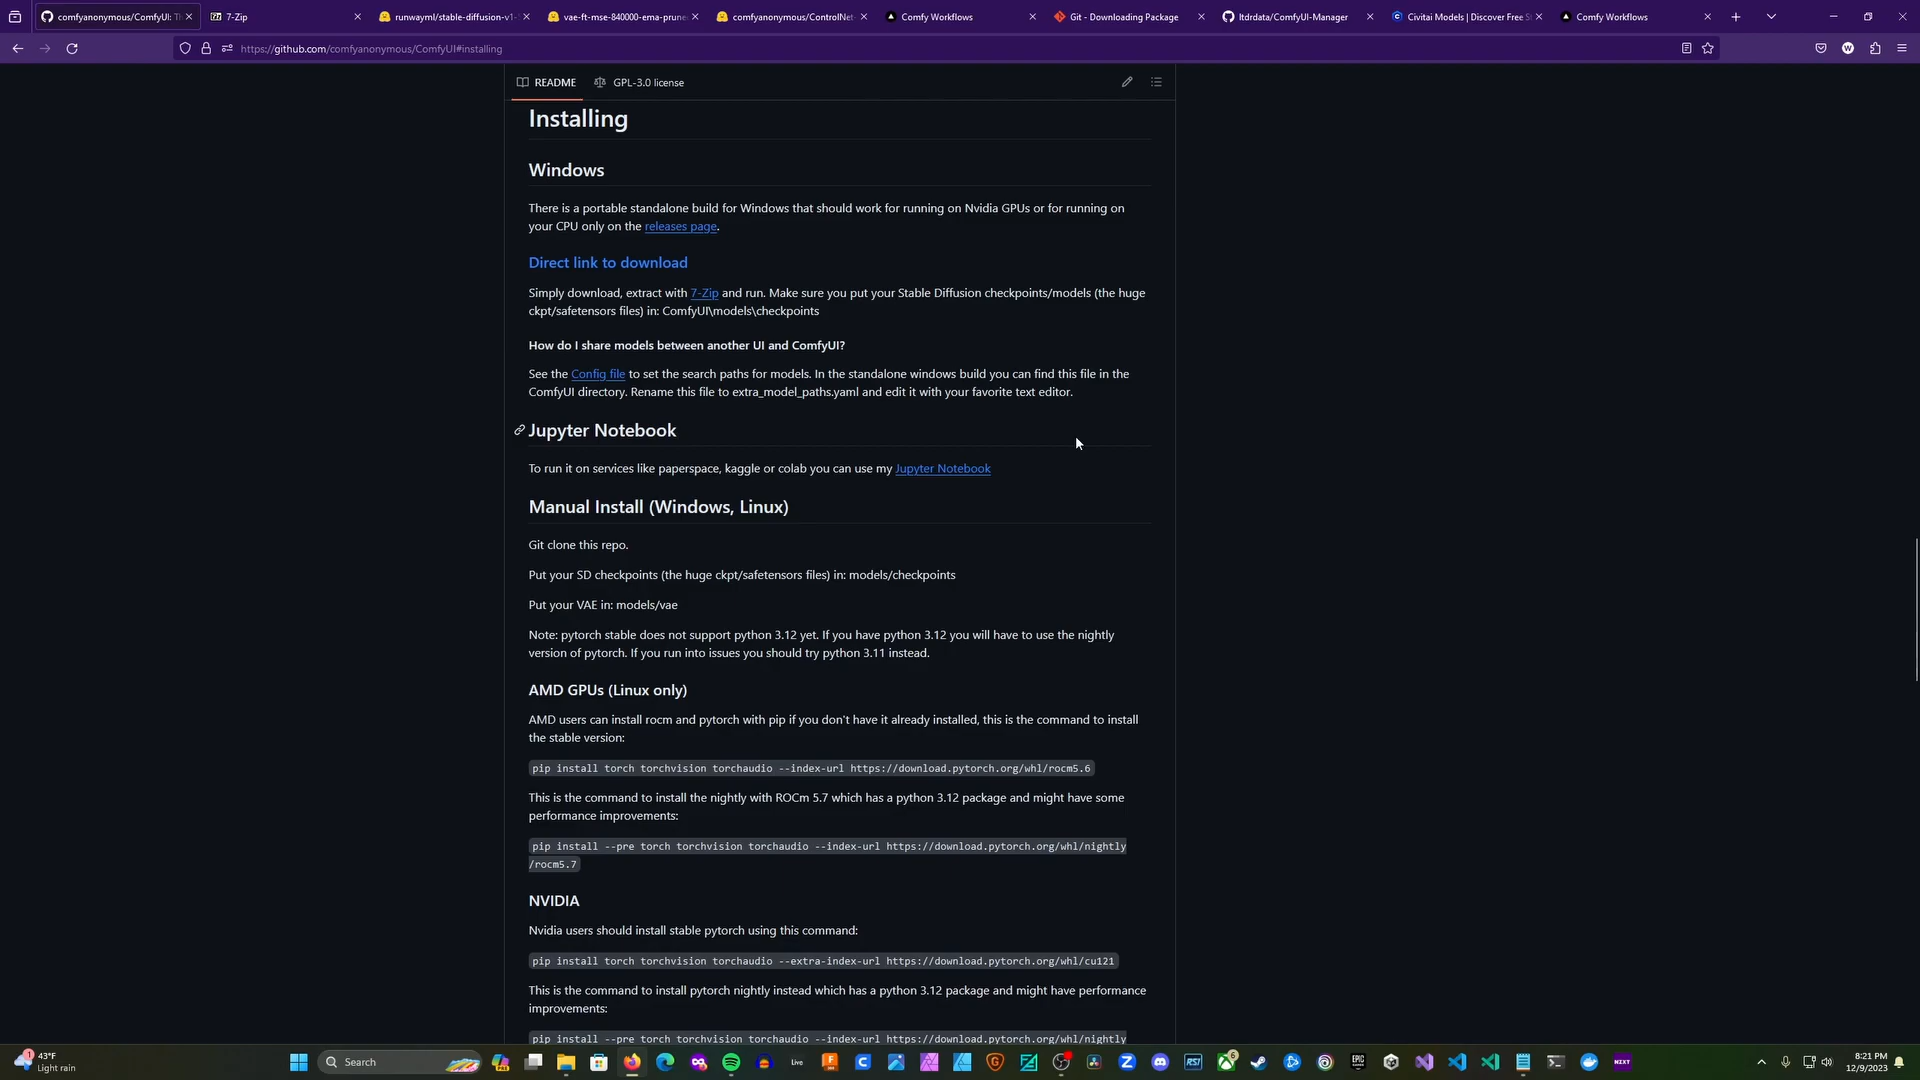 comfyanonymous/ComfyUI: Th
7-Zip
runwayml/stable-diffusion-v1-5
vae-ft-mse-840000-ema-prune
comfyanonymous/ControlNet-
Comfy Workflows
Git - Downloading Package
ltdrdata/ComfyUI-Manager
Civitai Models | Discover Free S
Comfy Workflows
https://github.com/comfyanonymous/ComfyUI#installing
README
GPL-3.0 license
Installing
Windows
There is a portable standalone build for Windows that should work for running on Nvidia GPUs or for running on
your CPU only on the releases page.
Direct link to download
Simply download, extract with 7-Zip and run. Make sure you put your Stable Diffusion checkpoints/models (the huge
ckpt/safetensors files) in: ComfyUI\models\checkpoints
How do I share models between another UI and ComfyUI?
See the Config file to set the search paths for models. In the standalone windows build you can find this file in the
ComfyUI directory. Rename this file to extra_model_paths.yaml and edit it with your favorite text editor.
Jupyter Notebook
To run it on services like paperspace, kaggle or colab you can use my Jupyter Notebook
Manual Install (Windows, Linux)
Git clone this repo.
Put your SD checkpoints (the huge ckpt/safetensors files) in: models/checkpoints
Put your VAE in: models/vae
Note: pytorch stable does not support python 3.12 yet. If you have python 3.12 you will have to use the nightly
version of pytorch. If you run into issues you should try python 3.11 instead.
AMD GPUs (Linux only)
AMD users can install rocm and pytorch with pip if you don't have it already installed, this is the command to install
the stable version:
pip install torch torchvision torchaudio --index-url https://download.pytorch.org/whl/rocm5.6
This is the command to install the nightly with ROCm 5.7 which has a python 3.12 package and might have some
performance improvements:
pip install --pre torch torchvision torchaudio --index-url https://download.pytorch.org/whl/nightly
/rocm5.7
NVIDIA
Nvidia users should install stable pytorch using this command:
pip install torch torchvision torchaudio --extra-index-url https://download.pytorch.org/whl/cu121
This is the command to install pytorch nightly instead which has a python 3.12 package and might have performance
improvements:
pip install --pre torch torchvision torchaudio --index-url https://download.pytorch.org/whl/nightly
43°F
Light rain
Search
Live
8:21 PM
12/9/2023